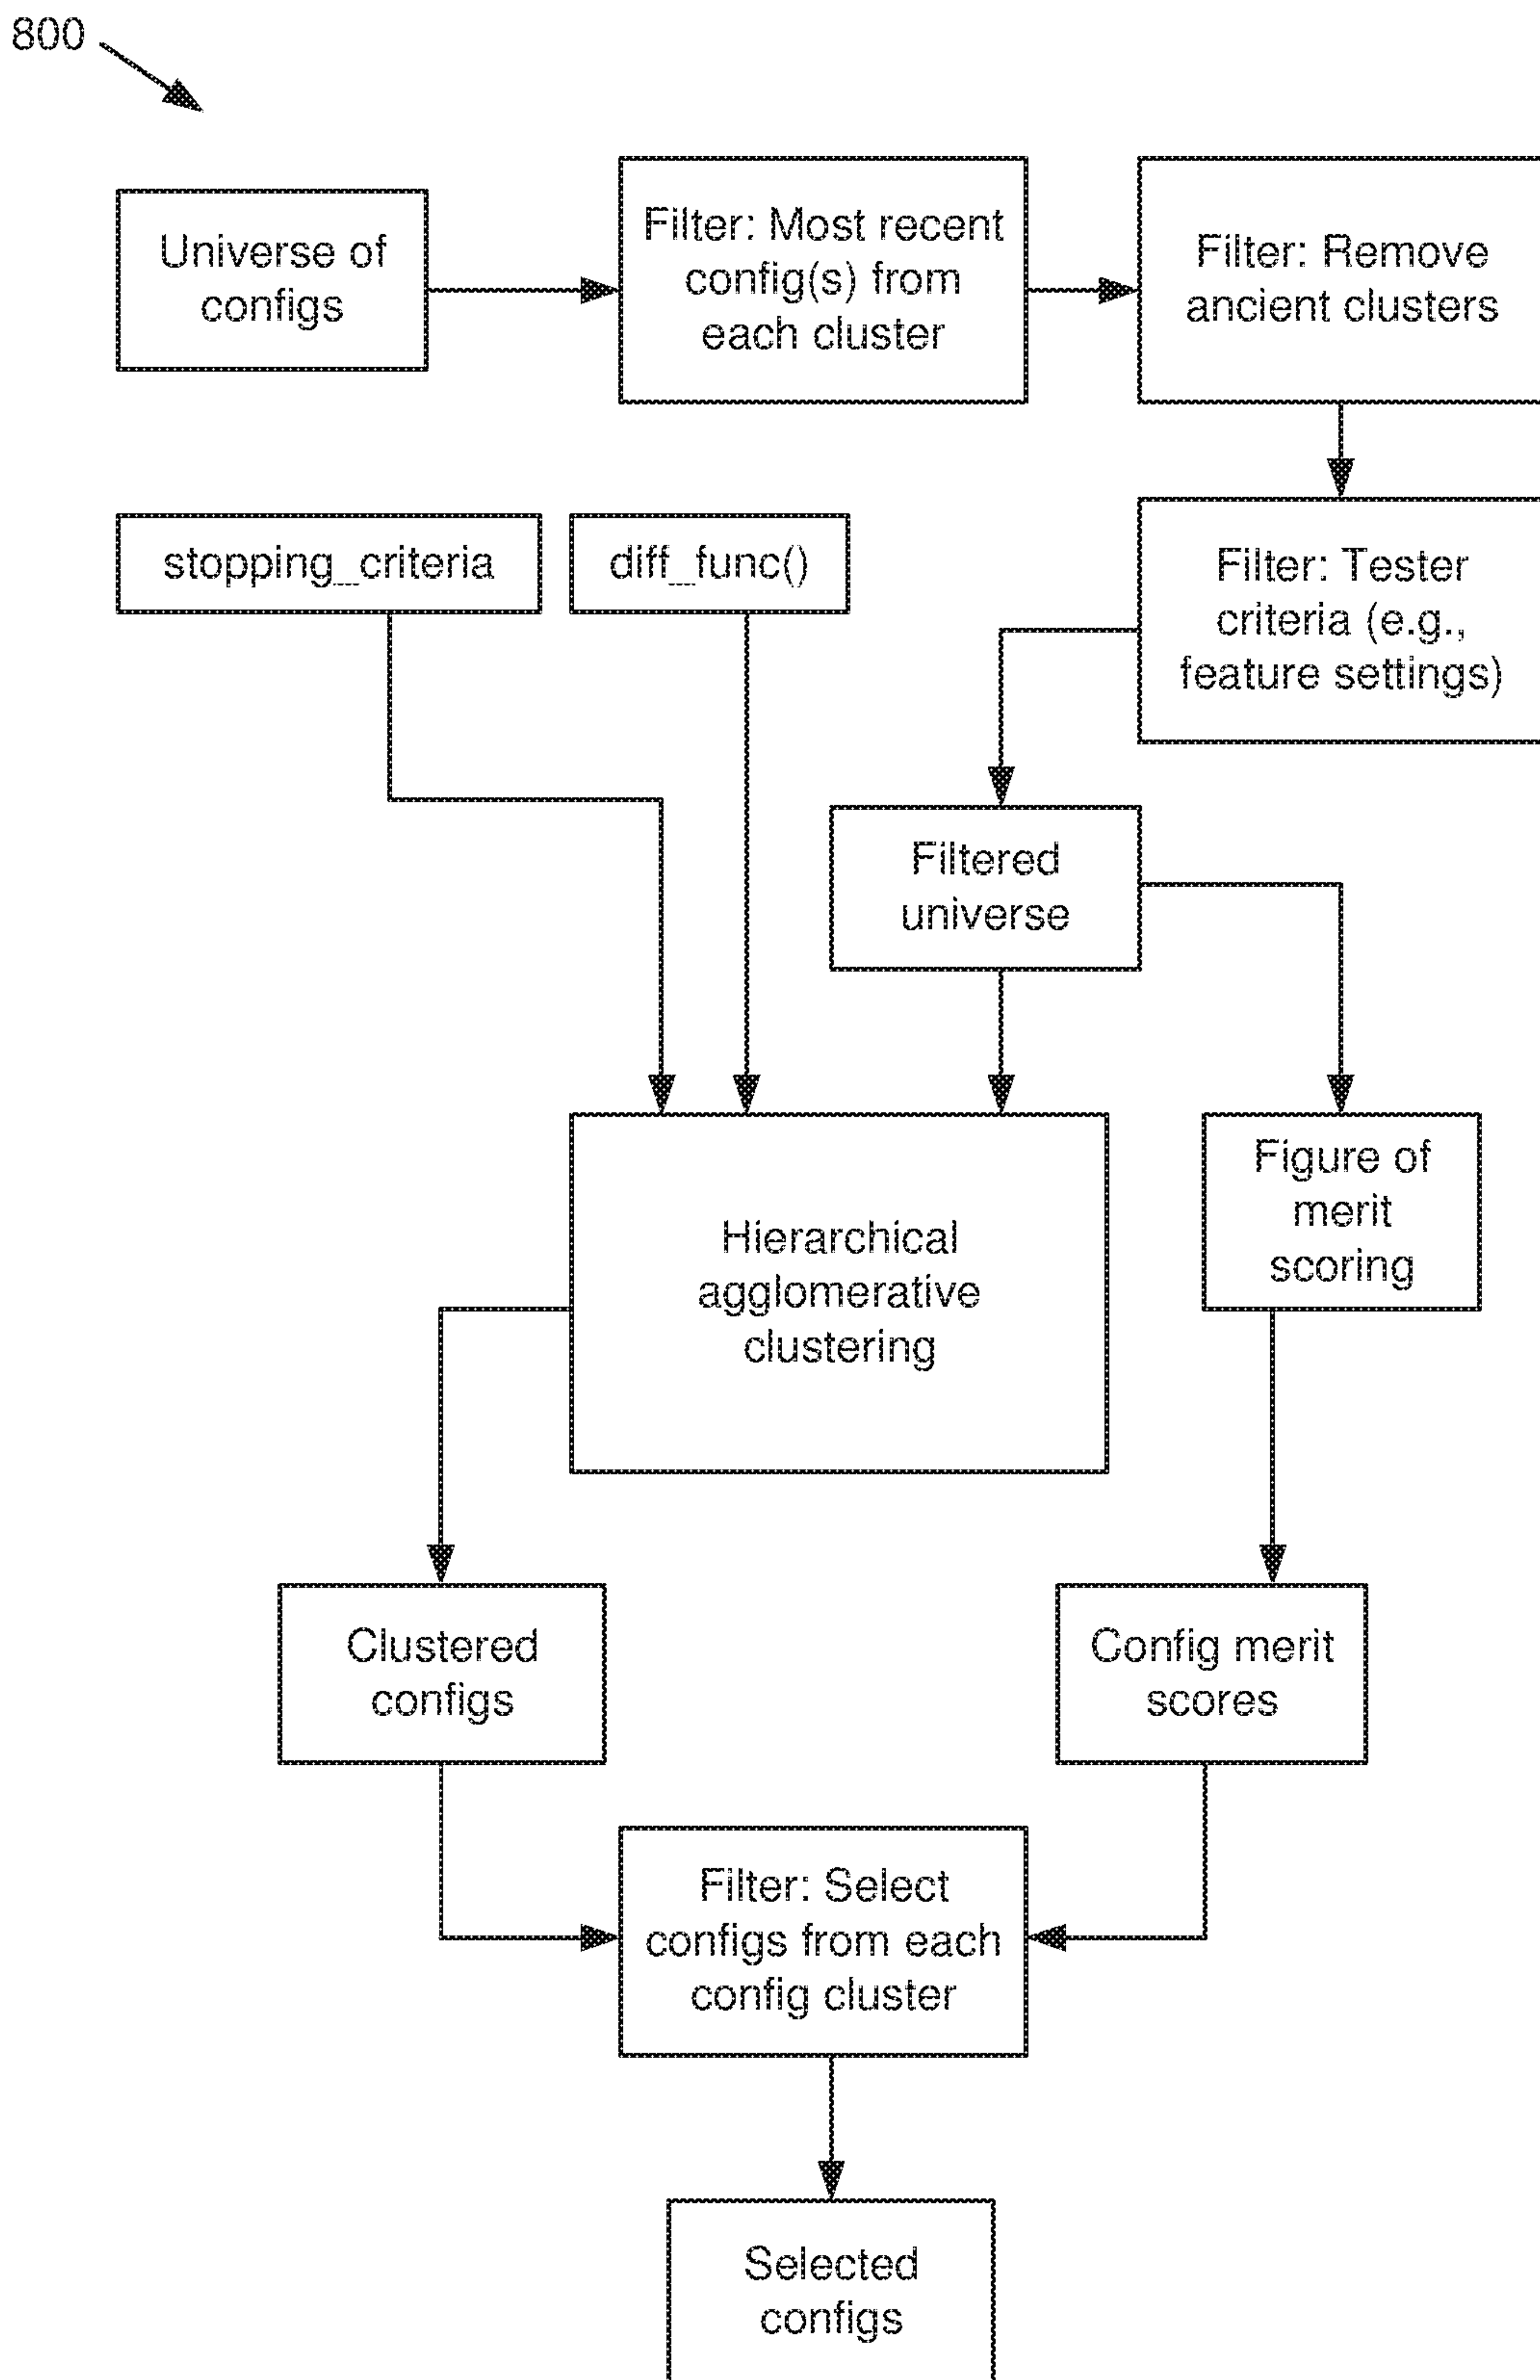 800
Universe of
configs
Filter: Most recent
config(s) from
each cluster
Filter: Remove
ancient clusters
stopping_criteria
diff_func()
Filter: Tester
criteria (e.g.,
feature settings)
Filtered
universe
Hierarchical
agglomerative
clustering
Figure of
merit
scoring
Clustered
configs
Config merit
scores
Filter: Select
configs from each
config cluster
Selected
configs